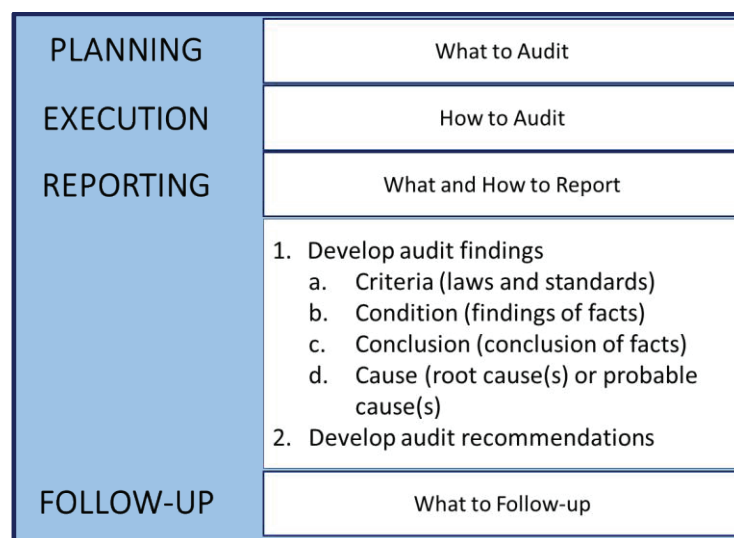 PLANNING
What to Audit
EXECUTION
How to Audit
REPORTING
What and How to Report
1. Develop audit findings
a. Criteria (laws and standards)
b. Condition (findings of facts)
c. Conclusion (conclusion of facts)
d. Cause (root cause(s) or probable
cause(s)
2. Develop audit recommendations
FOLLOW-UP
What to Follow-up